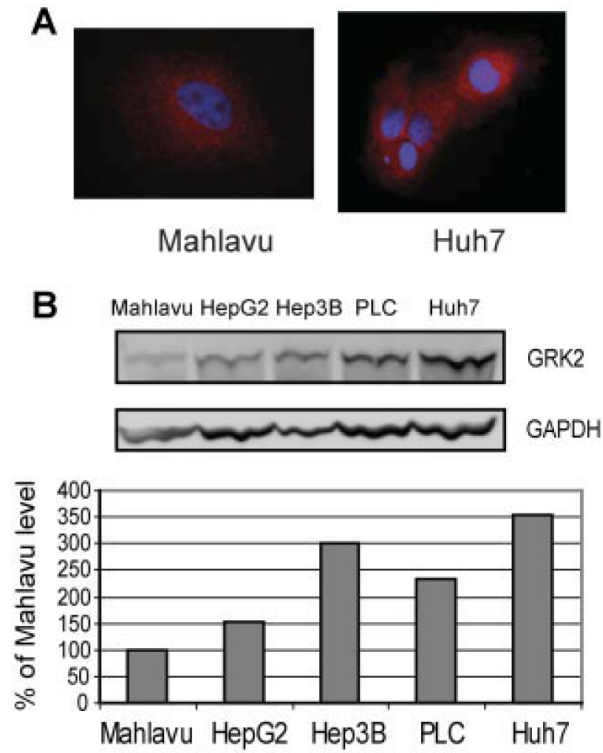 A
Mahlavu Huh7
B
Mahlavu HepG2 Hep3B PLC Huh7
GRK2
GAPDH
% of Mahlavu level
400
350
300
250
200
150
100
50
0
Mahlavu HepG2 Hep3B PLC Huh7